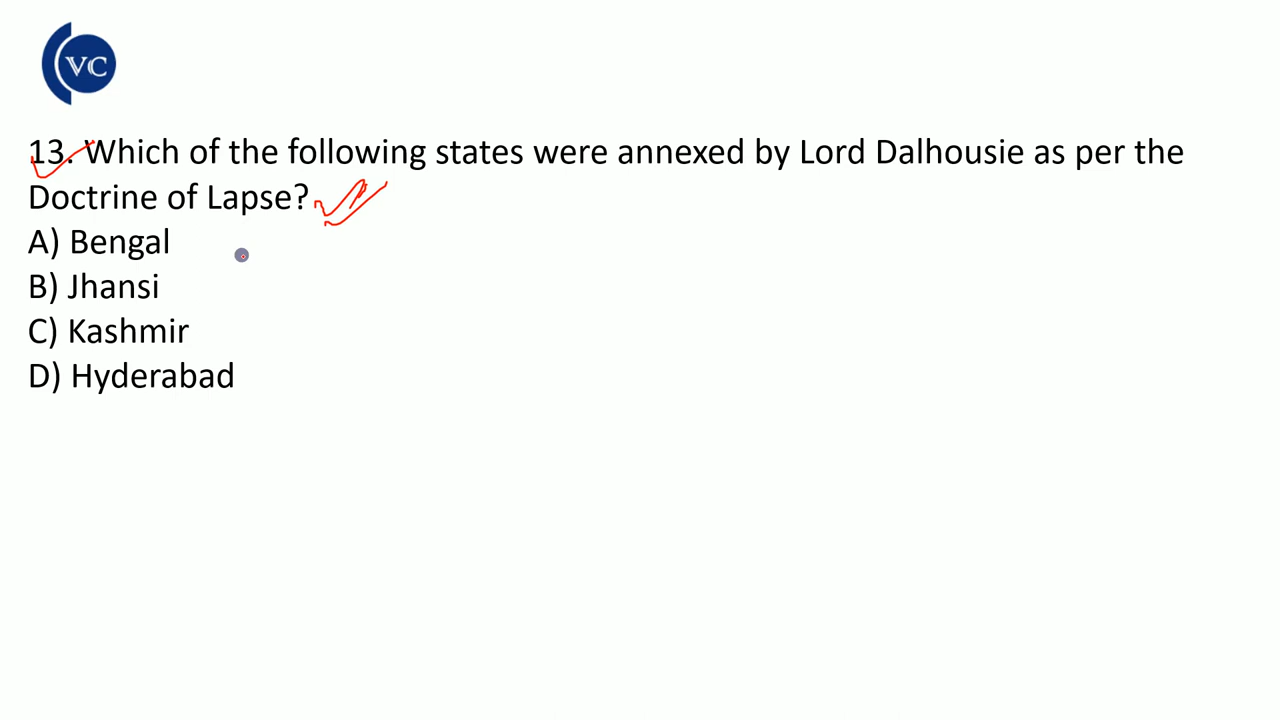 VC
13. Which of the following states were annexed by Lord Dalhousie as per the
Doctrine of Lapse?
A) Bengal
B) Jhansi
C) Kashmir
D) Hyderabad